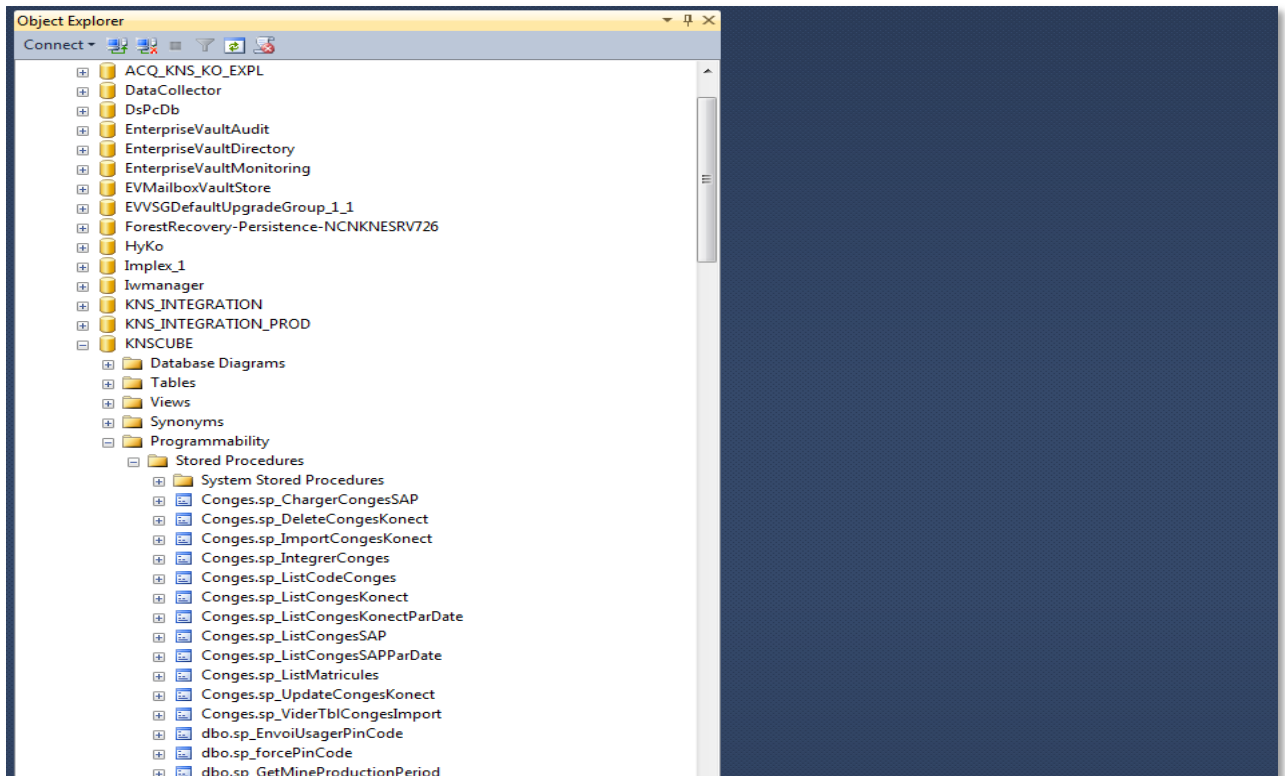 Object Explorer
Connect
ACQ_KNS_KO_EXPL
DataCollector
DsPcDb
EnterpriseVaultAudit
EnterpriseVaultDirectory
EnterpriseVaultMonitoring
EVMailboxVaultStore
EVVSGDefaultUpgradeGroup_1_1
ForestRecovery-Persistence-NCNKNESRV726
HyKo
Implex_1
Iwmanager
KNS_INTEGRATION
KNS_INTEGRATION_PROD
KNSCUBE
Database Diagrams
Tables
Views
Synonyms
Programmability
Stored Procedures
System Stored Procedures
Conges.sp_ChargerCongesSAP
Conges.sp_DeleteCongesKonect
Conges.sp_ImportCongesKonect
Conges.sp_IntegrerConges
Conges.sp_ListCodeConges
Conges.sp_ListCongesKonect
Conges.sp_ListCongesKonectParDate
Conges.sp_ListCongesSAP
Conges.sp_ListCongesSAPParDate
Conges.sp_ListMatricules
Conges.sp_UpdateCongesKonect
Conges.sp_ViderTblCongesImport
dbo.sp_EnvoiUsagerPinCode
dbo.sp_forcePinCode
dbo.sp_GetMineProductionPeriod